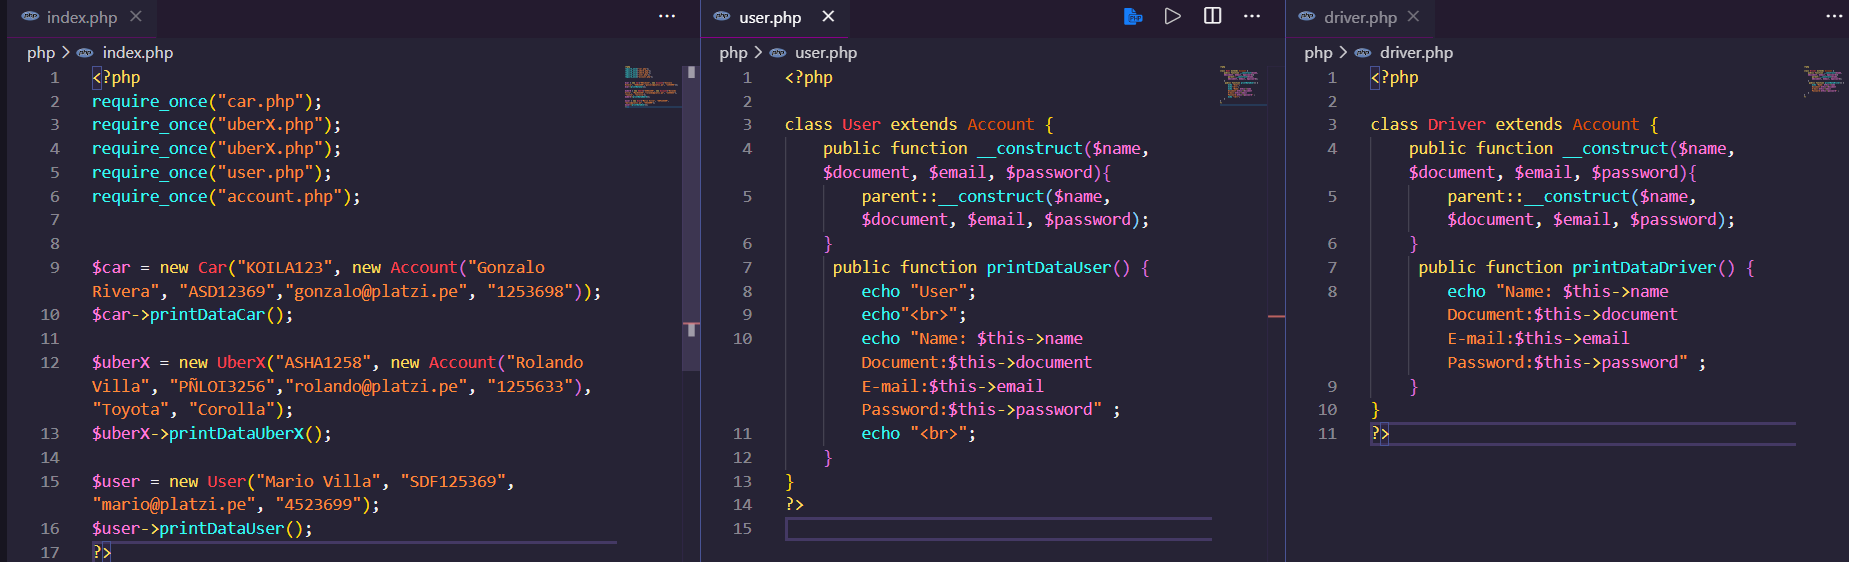 index.php
php > index.php
1 <?php
2 require_once("car.php");
3 require_once("uberX.php");
4 require_once("uberX.php");
5 require_once("user.php");
6 require_once("account.php");
7
8
9 $car = new Car("KOILA123", new Account("Gonzalo
Rivera", "ASD12369","gonzalo@platzi.pe", "1253698"));
10 $car->printDataCar();
11
12 $uberX = new UberX("ASHA1258", new Account("Rolando
Villa", "PÑLOI3256","rolando@platzi.pe", "1255633"),
"Toyota", "Corolla");
13 $uberX->printDataUberX();
14
15 $user = new User("Mario Villa", "SDF125369",
"mario@platzi.pe", "4523699");
16 $user->printDataUser();
17 ?>
user.php
php > user.php
1 <?php
2
3 class User extends Account {
4 public function __construct($name,
$document, $email, $password){
5 parent::__construct($name,
$document, $email, $password);
6 }
7 public function printDataUser() {
8 echo "User";
9 echo"<br>";
10 echo "Name: $this->name
Document:$this->document
E-mail:$this->email
Password:$this->password" ;
11 echo "<br>";
12 }
13 }
14 ?>
15
driver.php
php > driver.php
1 <?php
2
3 class Driver extends Account {
4 public function __construct($name,
$document, $email, $password){
5 parent::__construct($name,
$document, $email, $password);
6 }
7 public function printDataDriver() {
8 echo "Name: $this->name
Document:$this->document
E-mail:$this->email
Password:$this->password" ;
9 }
10 }
11 ?>